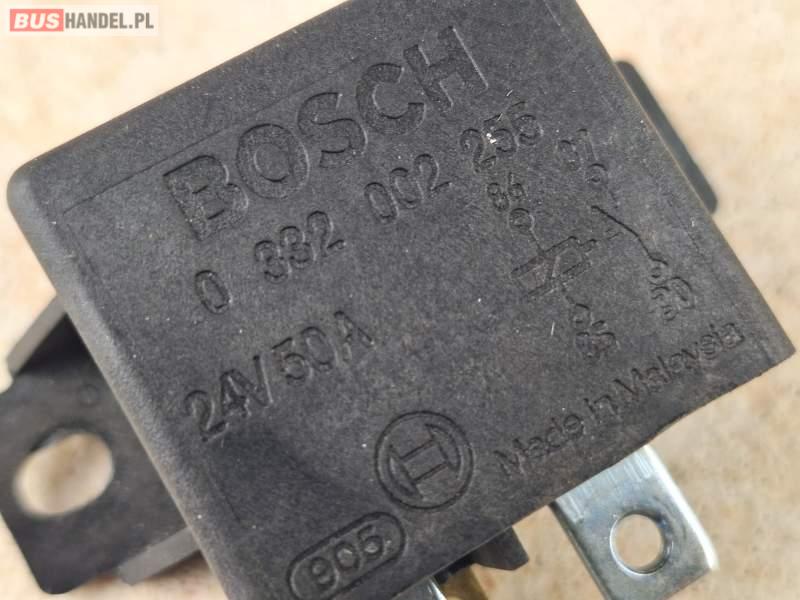 BUSHANDEL.PL
BOSCH
0 332 002 255
86 87
85 30
24V/50A
Made in Malaysia
905